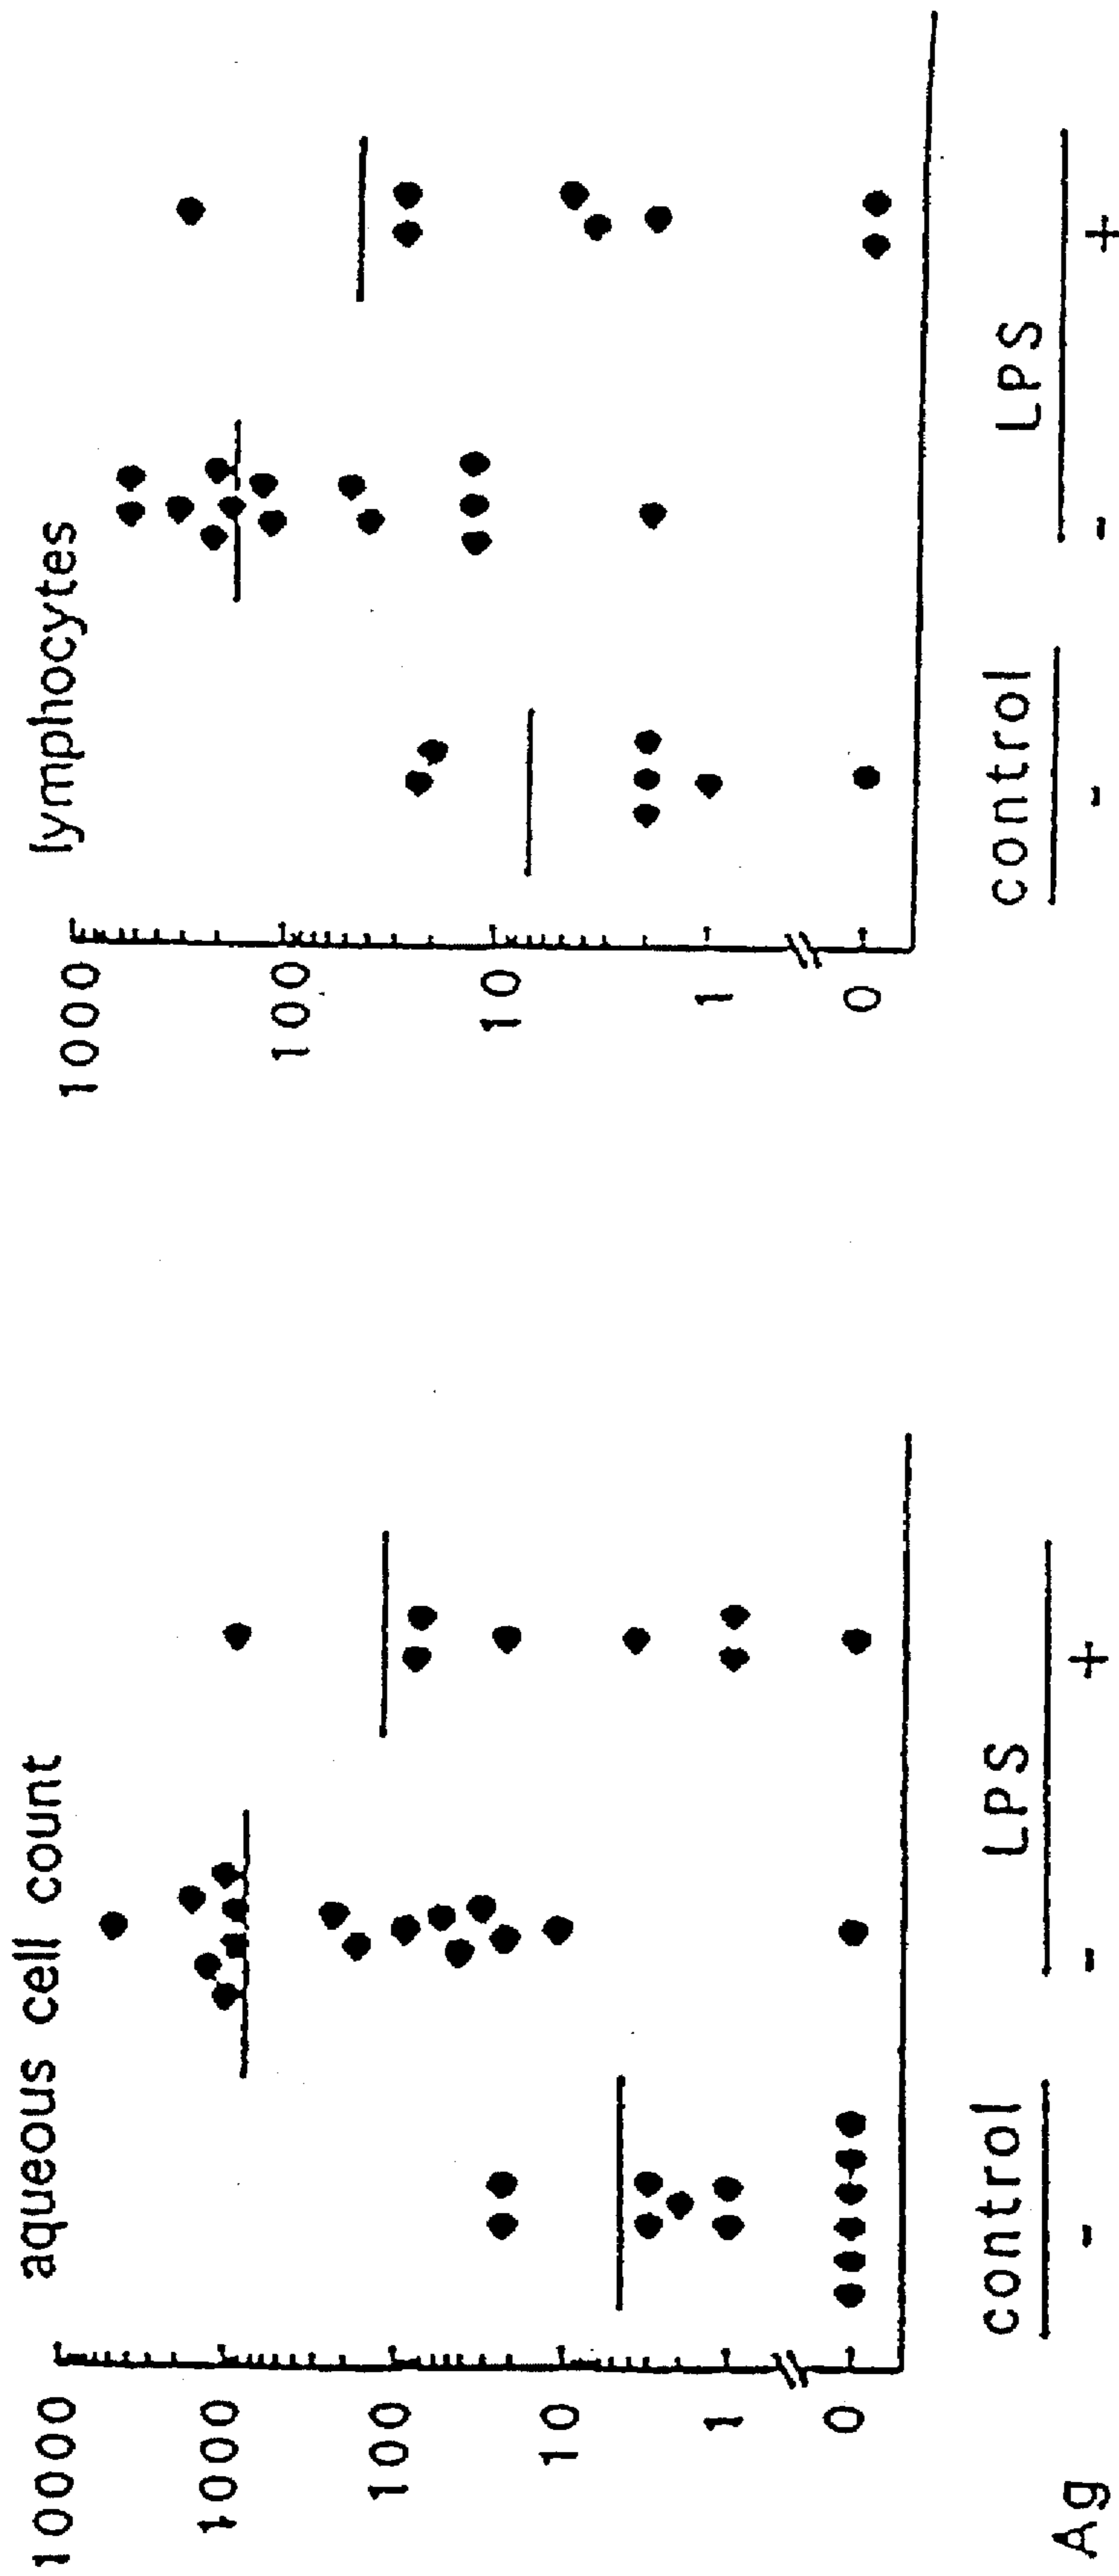 aqueous cell count
10000
1000
100
10
1
0
control LPS
Ag - - +
lymphocytes
1000
100
10
1
0
control LPS
- - +